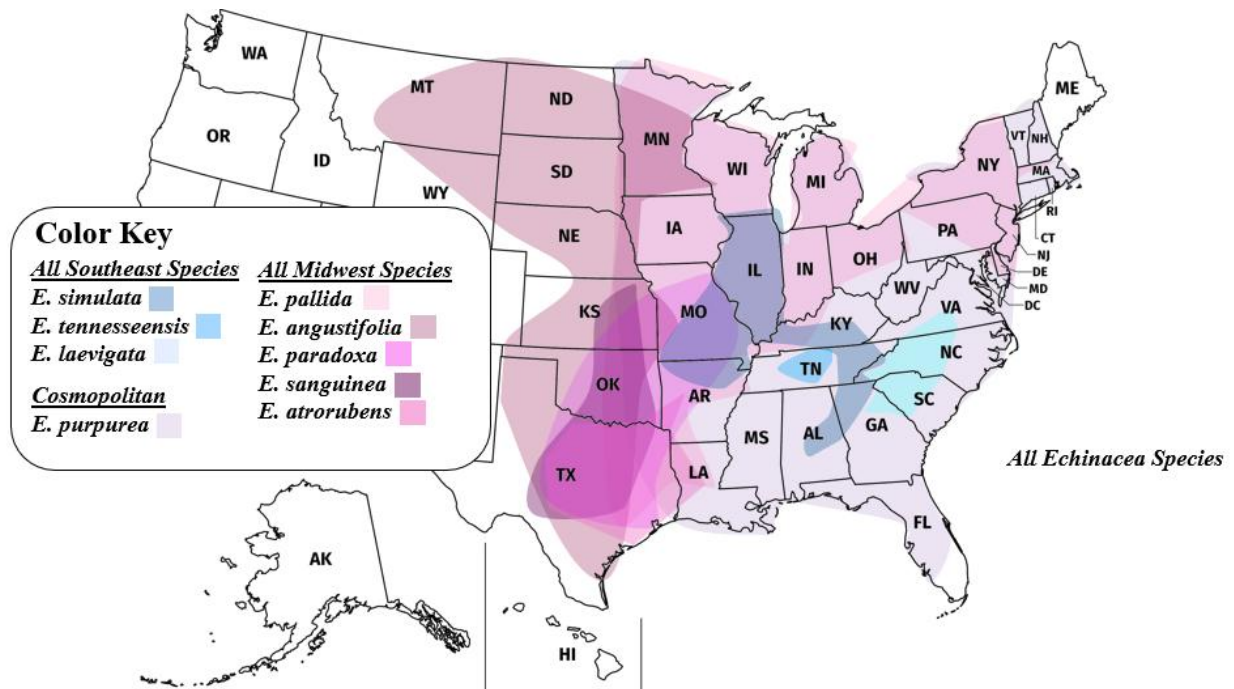 WA
MT
ND
MN
ME
OR
ID
SD
WI
MI
VT
NH
NY
MA
WY
RI
CT
NE
IA
PA
NJ
DE
MD
DC
IL
IN
OH
WV
VA
KS
MO
KY
NC
TN
OK
AR
SC
MS
AL
GA
TX
LA
FL
AK
HI
Color Key
All Southeast Species
E. simulata
E. tennesseensis
E. laevigata
Cosmopolitan
E. purpurea
All Midwest Species
E. pallida
E. angustifolia
E. paradoxa
E. sanguinea
E. atrorubens
All Echinacea Species